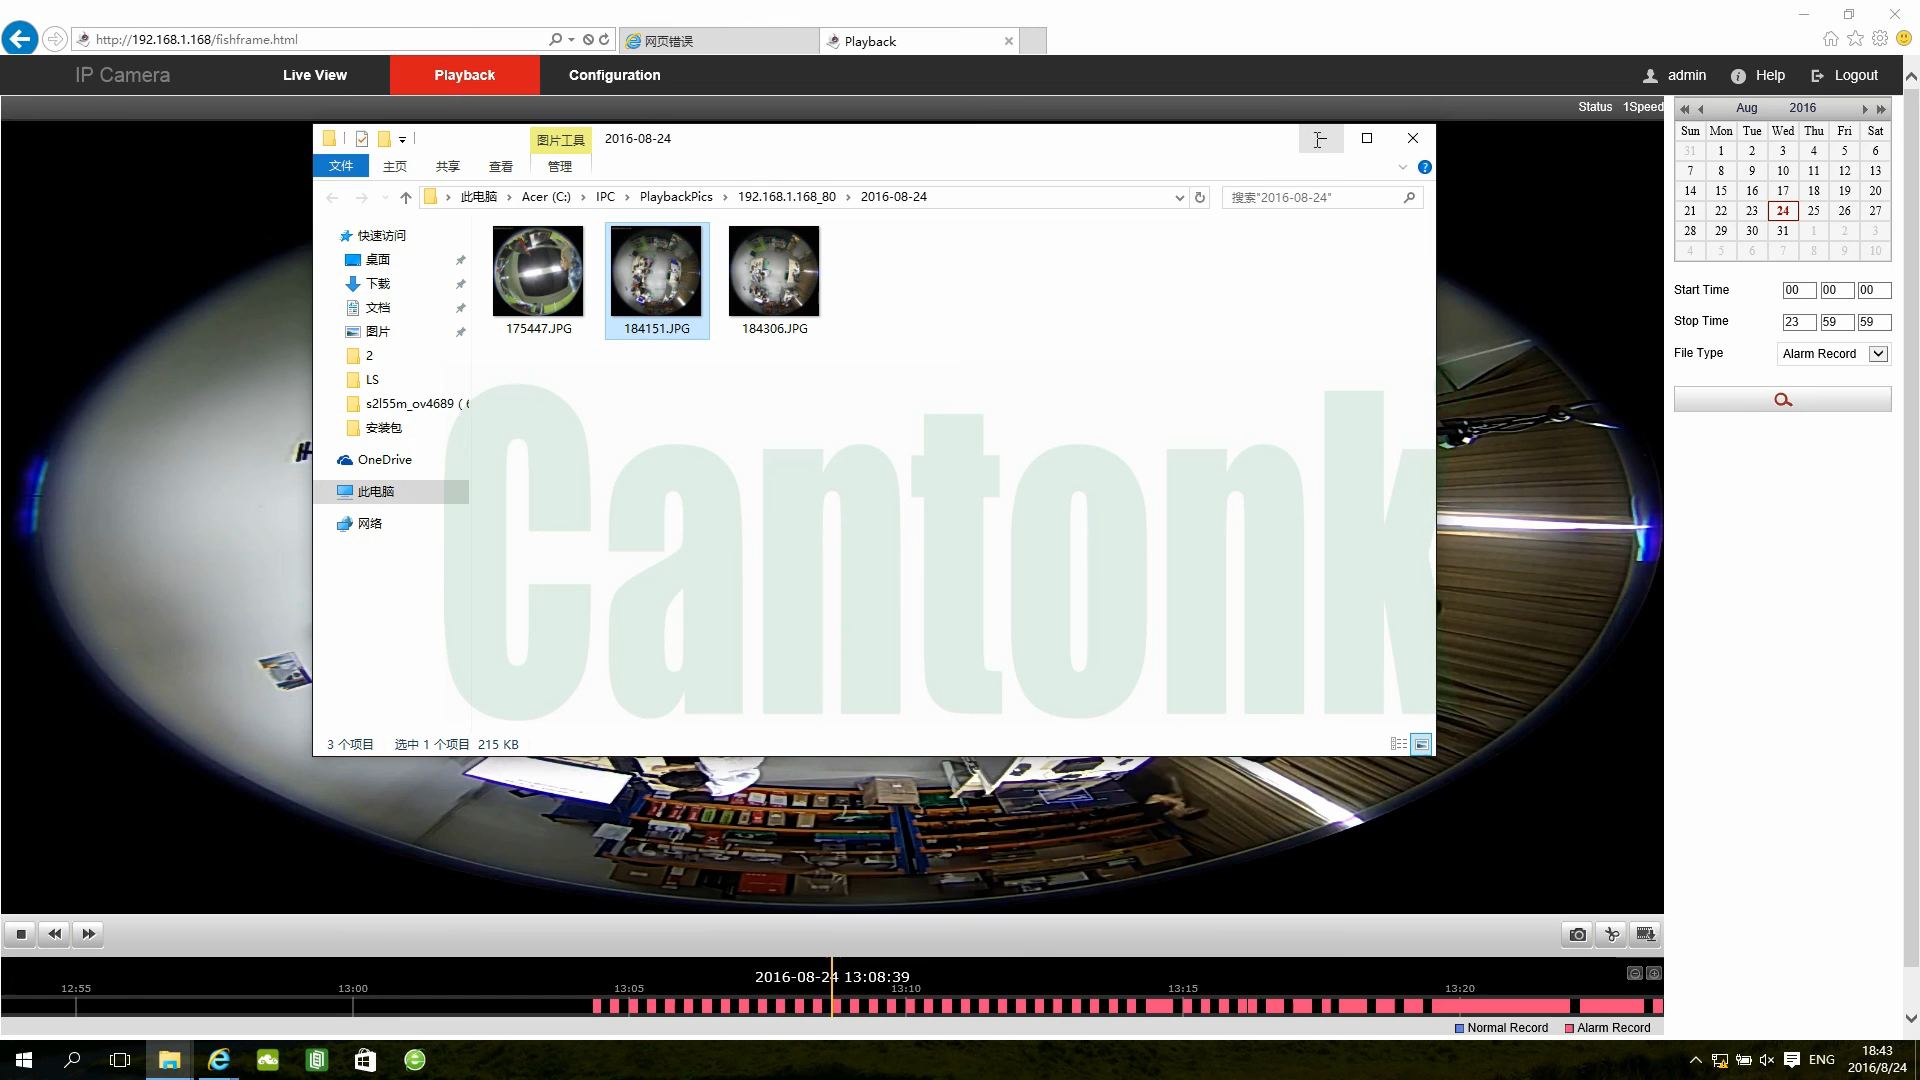 http://192.168.1.168/fishframe.html
网页错误
Playback
IP Camera
Live View
Playback
Configuration
admin
Help
Logout
Status 1Speed
图片工具
2016-08-24
文件
主页
共享
查看
管理
此电脑 › Acer (C:) › IPC › PlaybackPics › 192.168.1.168_80 › 2016-08-24
搜索"2016-08-24"
快速访问
桌面
下载
文档
图片
2
LS
s2l55m_ov4689 ( 6
安装包
OneDrive
此电脑
网络
175447.JPG
184151.JPG
184306.JPG
Cantonk
3 个项目 选中 1 个项目 215 KB
Aug 2016
Sun Mon Tue Wed Thu Fri Sat
31 1 2 3 4 5 6
7 8 9 10 11 12 13
14 15 16 17 18 19 20
21 22 23 24 25 26 27
28 29 30 31 1 2 3
4 5 6 7 8 9 10
Start Time 00 00 00
Stop Time 23 59 59
File Type Alarm Record
2016-08-24 13:08:39
12:55 13:00 13:05 13:10 13:15 13:20
Normal Record Alarm Record
ENG
18:43
2016/8/24